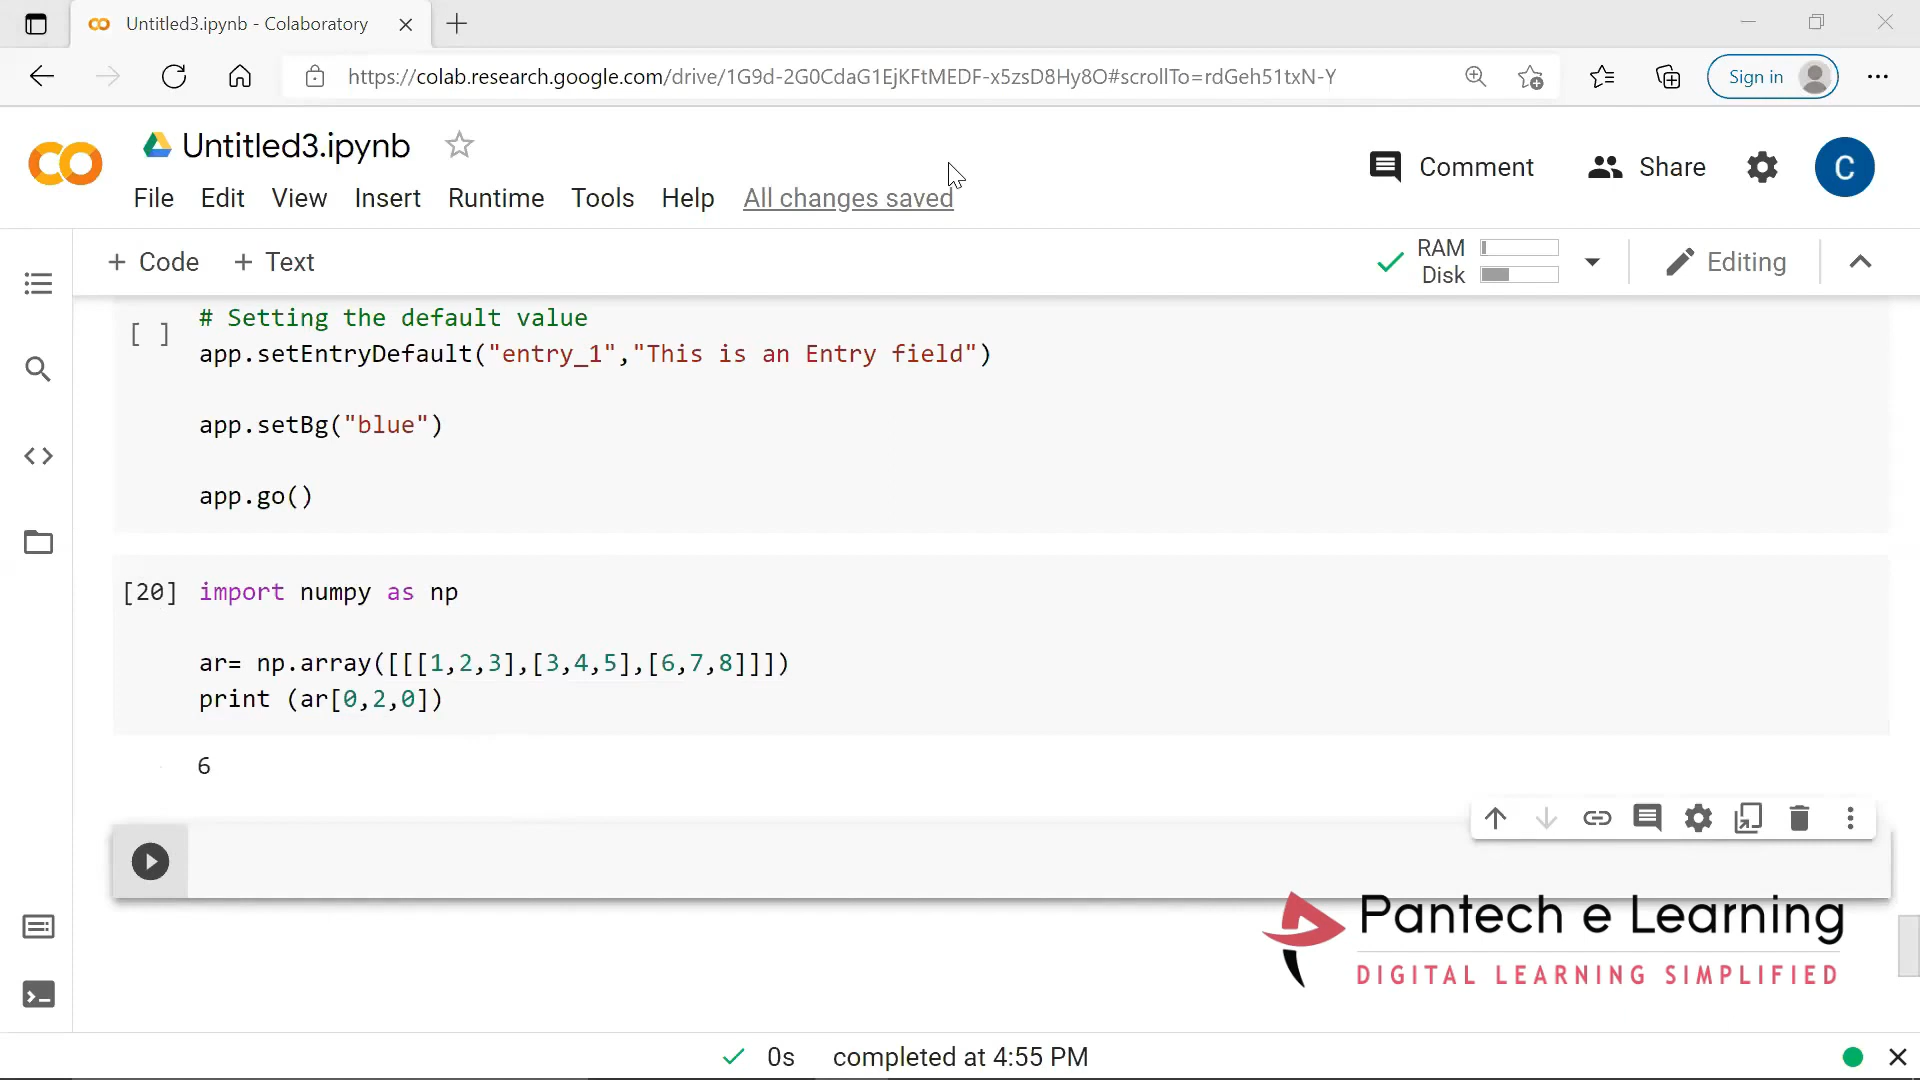 Untitled3.ipynb - Colaboratory
https://colab.research.google.com/drive/1G9d-2G0CdaG1EjKFtMEDF-x5zsD8Hy8O#scrollTo=rdGeh51txN-Y
Sign in
Untitled3.ipynb
Comment
Share
C
File Edit View Insert Runtime Tools Help All changes saved
+ Code + Text
RAM
Disk
Editing
# Setting the default value
[ ]
app.setEntryDefault("entry_1","This is an Entry field")
app.setBg("blue")
app.go()
[20] import numpy as np
ar= np.array([[[1,2,3],[3,4,5],[6,7,8]]])
print (ar[0,2,0])
6
Pantech e Learning
DIGITAL LEARNING SIMPLIFIED
0s completed at 4:55 PM